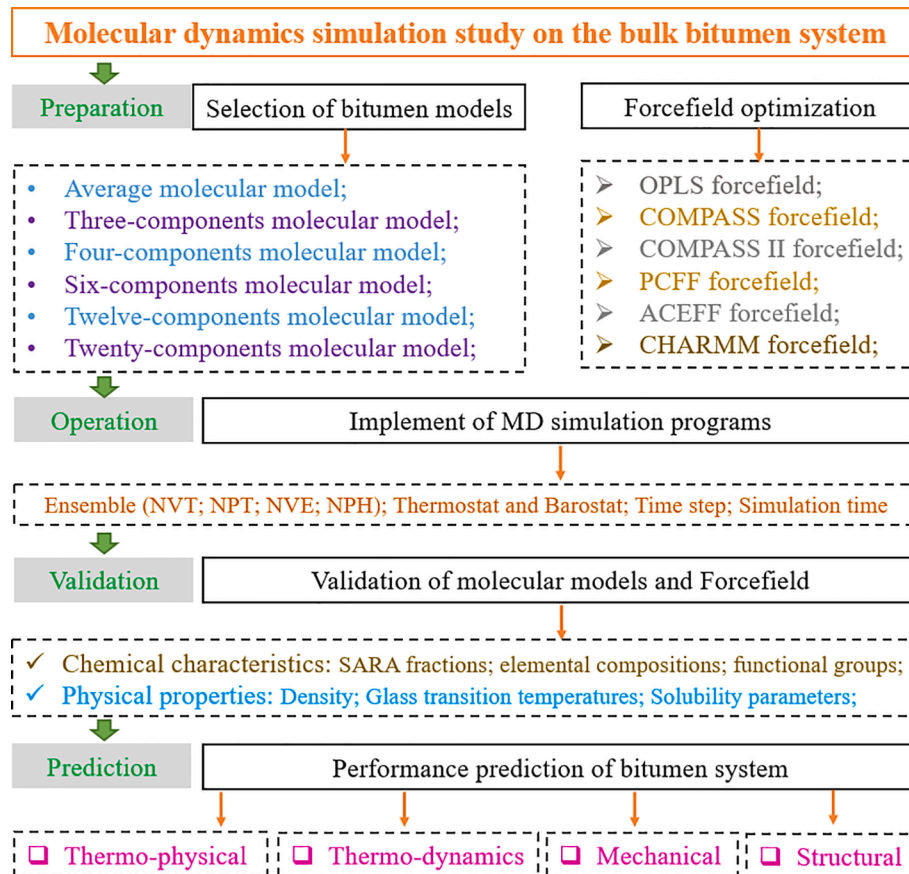 Molecular dynamics simulation study on the bulk bitumen system
Preparation
Selection of bitumen models
Forcefield optimization
• Average molecular model;
• Three-components molecular model;
• Four-components molecular model;
• Six-components molecular model;
• Twelve-components molecular model;
• Twenty-components molecular model;
➢ OPLS forcefield;
➢ COMPASS forcefield;
➢ COMPASS II forcefield;
➢ PCFF forcefield;
➢ ACEFF forcefield;
➢ CHARMM forcefield;
Operation
Implement of MD simulation programs
Ensemble (NVT; NPT; NVE; NPH); Thermostat and Barostat; Time step; Simulation time
Validation
Validation of molecular models and Forcefield
✓ Chemical characteristics: SARA fractions; elemental compositions; functional groups;
✓ Physical properties: Density; Glass transition temperatures; Solubility parameters;
Prediction
Performance prediction of bitumen system
❑ Thermo-physical
❑ Thermo-dynamics
❑ Mechanical
❑ Structural